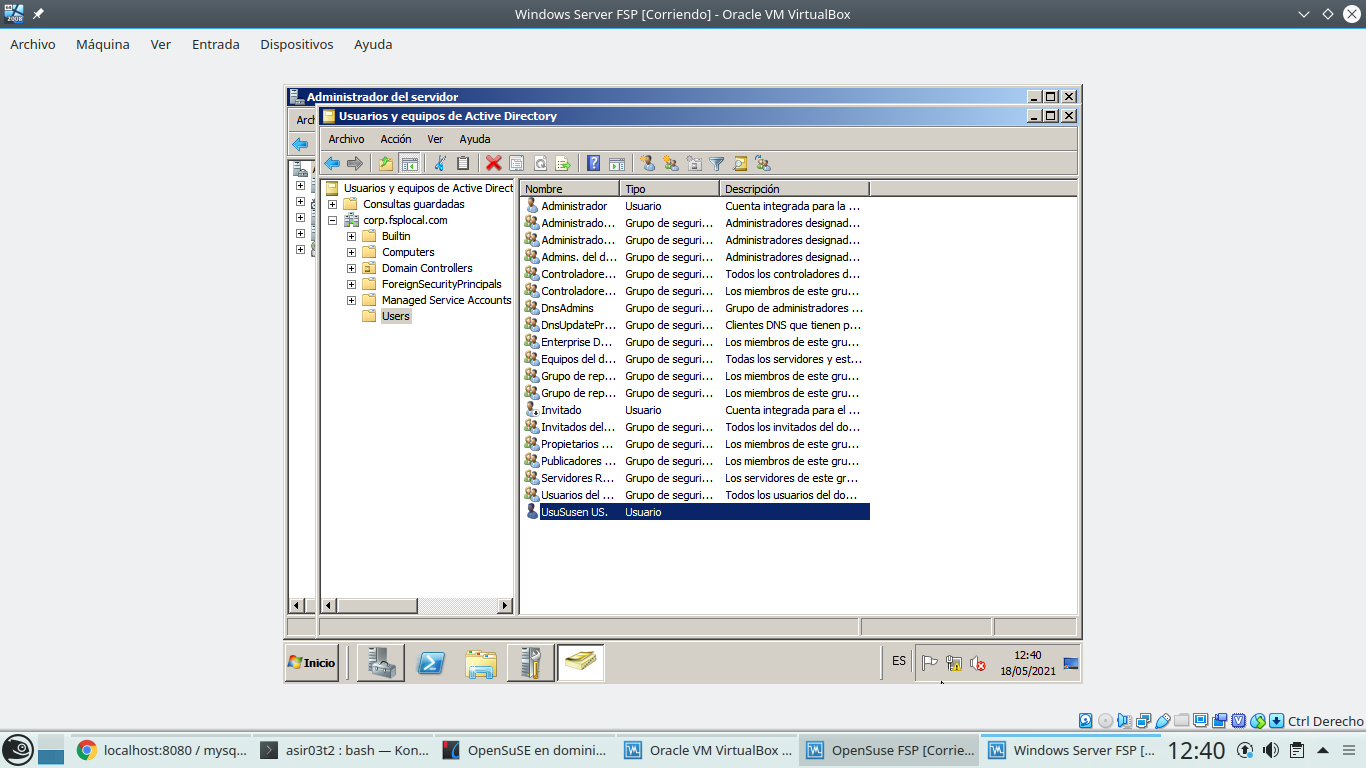 Windows Server FSP [Corriendo] - Oracle VM VirtualBox
Archivo Máquina Ver Entrada Dispositivos Ayuda
Administrador del servidor
Arch
Usuarios y equipos de Active Directory
Archivo Acción Ver Ayuda
Usuarios y equipos de Active Direct
Consultas guardadas
corp.fsplocal.com
Builtin
Computers
Domain Controllers
ForeignSecurityPrincipals
Managed Service Accounts
Users
Nombre Tipo Descripción
Administrador Usuario Cuenta integrada para la ...
Administrado... Grupo de seguri... Administradores designad...
Administrado... Grupo de seguri... Administradores designad...
Admins. del d... Grupo de seguri... Administradores designad...
Controladore... Grupo de seguri... Todos los controladores d...
Controladore... Grupo de seguri... Los miembros de este gru...
DnsAdmins Grupo de seguri... Grupo de administradores ...
DnsUpdatePr... Grupo de seguri... Clientes DNS que tienen p...
Enterprise D... Grupo de seguri... Los miembros de este gru...
Equipos del d... Grupo de seguri... Todas los servidores y est...
Grupo de rep... Grupo de seguri... Los miembros de este gru...
Grupo de rep... Grupo de seguri... Los miembros de este gru...
Invitado Usuario Cuenta integrada para el ...
Invitados del... Grupo de seguri... Todos los invitados del do...
Propietarios ... Grupo de seguri... Los miembros de este gru...
Publicadores ... Grupo de seguri... Los miembros de este gru...
Servidores R... Grupo de seguri... Los servidores de este gr...
Usuarios del ... Grupo de seguri... Todos los usuarios del do...
UsuSusen US. Usuario
Inicio
ES
12:40
18/05/2021
Ctrl Derecho
localhost:8080 / mysq...
asir03t2 : bash — Kon...
OpenSuSE en domini...
Oracle VM VirtualBox ...
OpenSuse FSP [Corrie...
Windows Server FSP [...
12:40